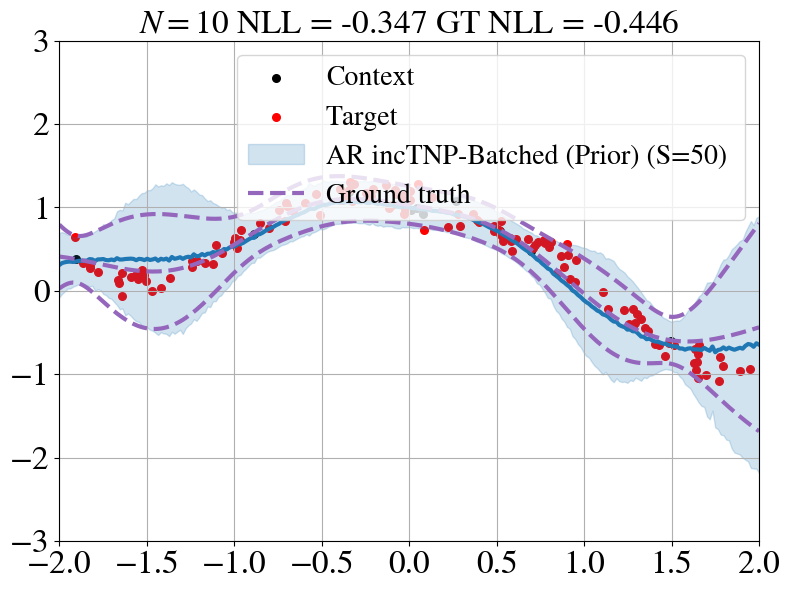 N = 10 NLL = -0.347 GT NLL = -0.446
Context
Target
AR incTNP-Batched (Prior) (S=50)
Ground truth
3
2
1
0
−1
−2
−3
−2.0 −1.5 −1.0 −0.5 0.0 0.5 1.0 1.5 2.0